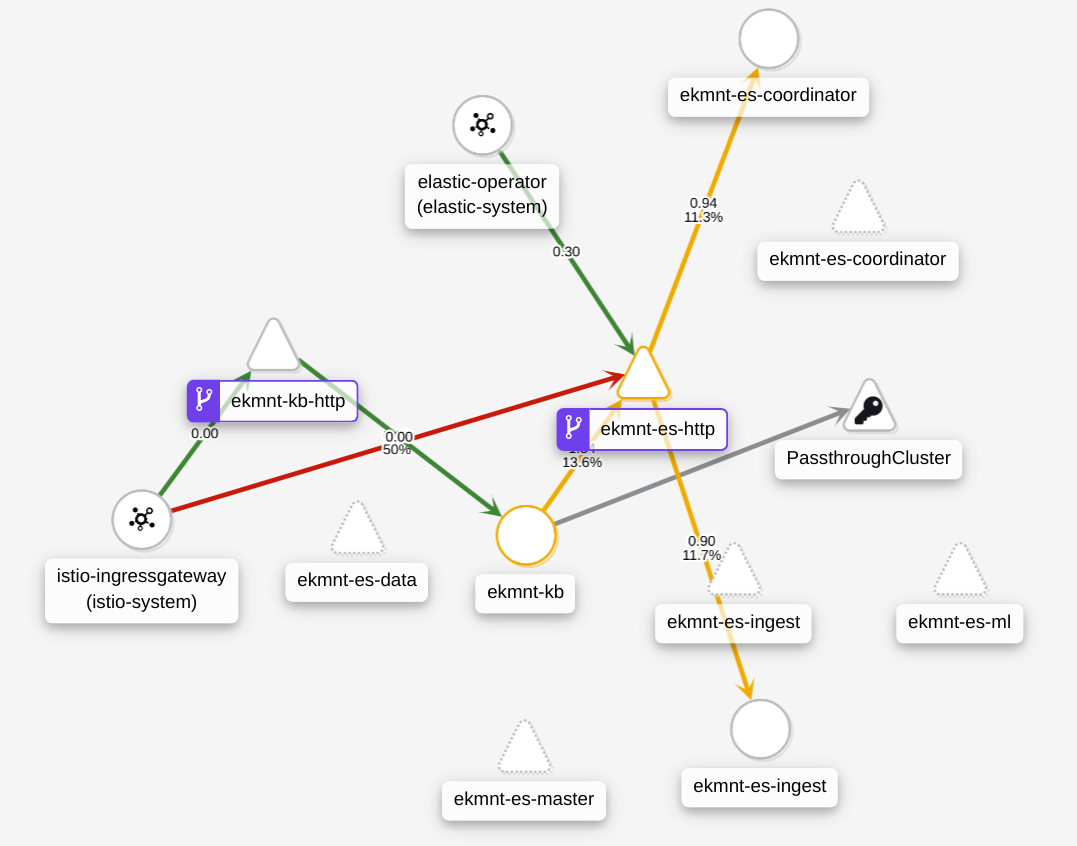 ekmnt-es-coordinator
elastic-operator
(elastic-system)
0.94
11.3%
0.30
ekmnt-es-coordinator
ekmnt-kb-http
0.00
ekmnt-es-http
13.6%
0.00
50%
PassthroughCluster
istio-ingressgateway
(istio-system)
ekmnt-es-data
ekmnt-kb
0.90
11.7%
ekmnt-es-ingest
ekmnt-es-ml
ekmnt-es-master
ekmnt-es-ingest